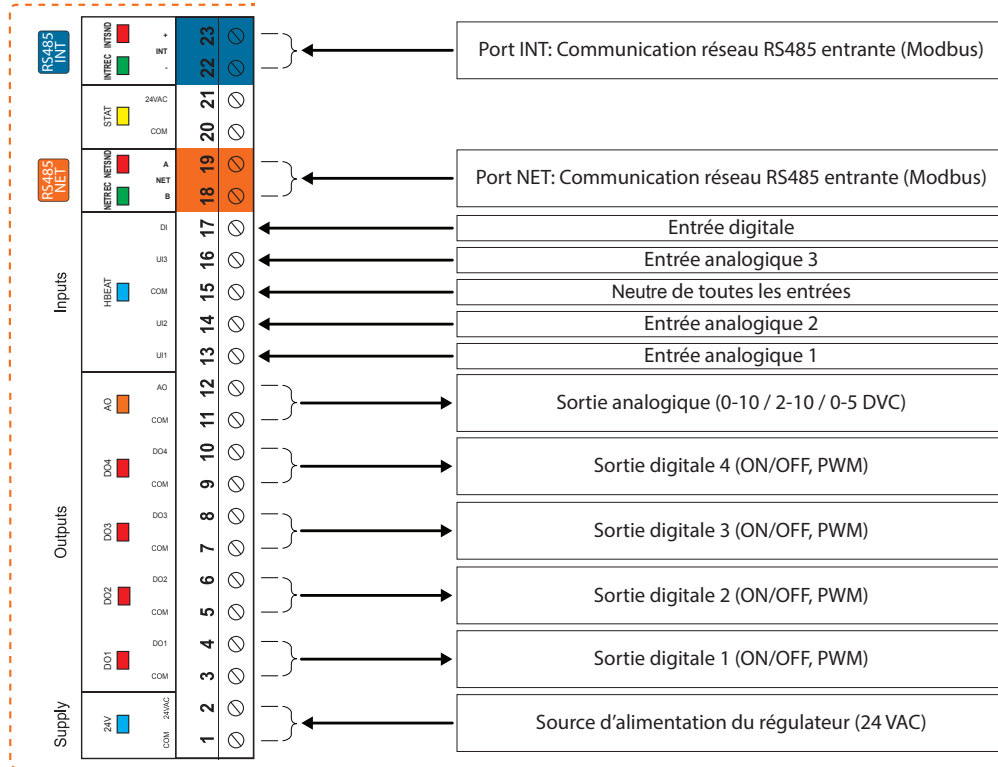 RS485 INT
INTREC INTSND
+
INT
-
23
22
Port INT: Communication réseau RS485 entrante (Modbus)
STAT
24VAC
COM
21
20
RS485 NET
NETREC NETSND
A
NET
B
19
18
Port NET: Communication réseau RS485 entrante (Modbus)
Inputs
HBEAT
DI
17
Entrée digitale
UI3
16
Entrée analogique 3
COM
15
Neutre de toutes les entrées
UI2
14
Entrée analogique 2
UI1
13
Entrée analogique 1
Outputs
AO
AO
12
COM
11
Sortie analogique (0-10 / 2-10 / 0-5 DVC)
DO4
DO4
10
COM
9
Sortie digitale 4 (ON/OFF, PWM)
DO3
DO3
8
COM
7
Sortie digitale 3 (ON/OFF, PWM)
DO2
DO2
6
COM
5
Sortie digitale 2 (ON/OFF, PWM)
DO1
DO1
4
COM
3
Sortie digitale 1 (ON/OFF, PWM)
Supply
24V
24VAC
2
COM
1
Source d'alimentation du régulateur (24 VAC)